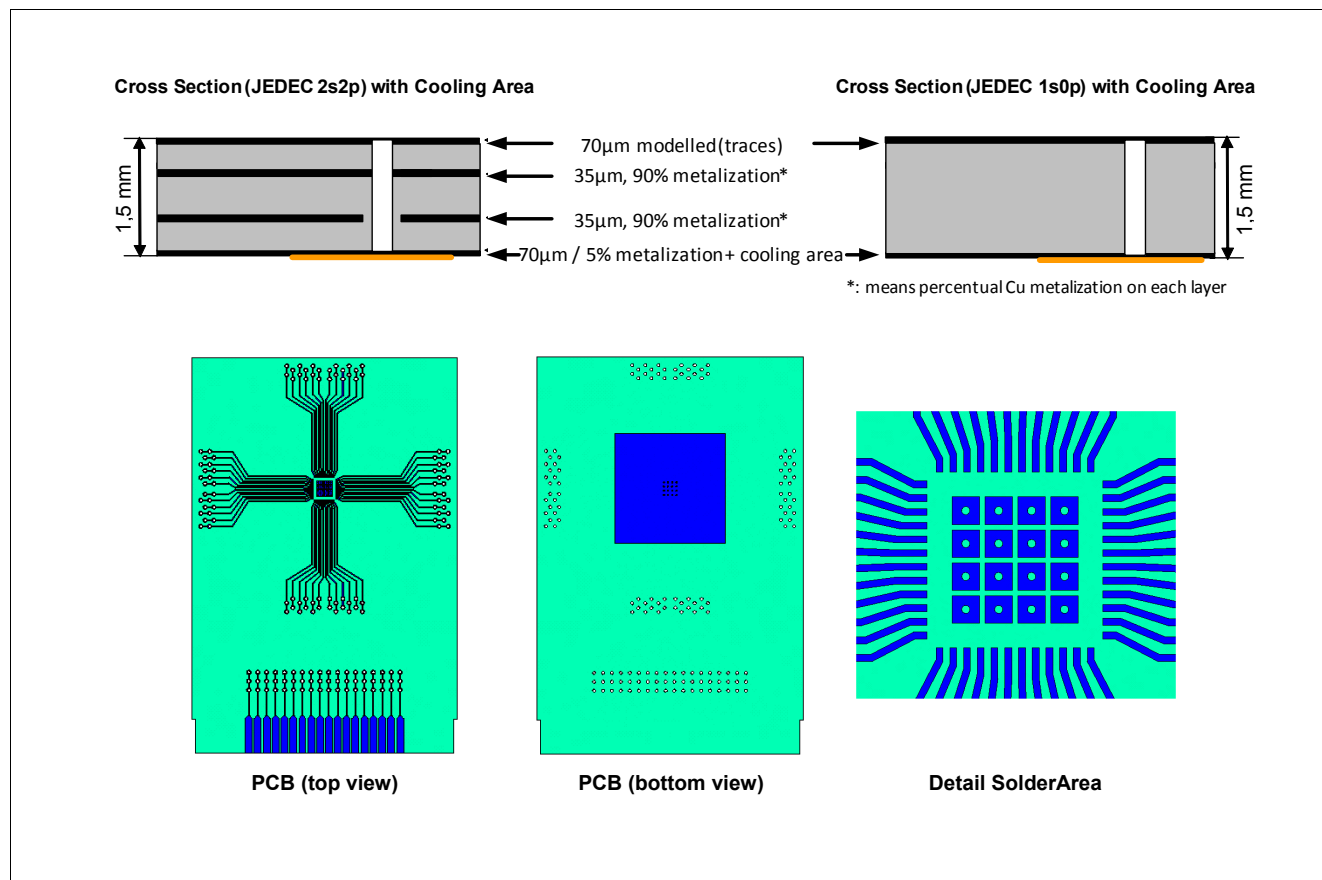 Cross Section (JEDEC 2s2p) with Cooling Area
Cross Section (JEDEC 1s0p) with Cooling Area
1,5 mm
70µm modelled (traces)
35µm, 90% metalization*
35µm, 90% metalization*
70µm / 5% metalization + cooling area
1,5 mm
*: means percentual Cu metalization on each layer
PCB (top view)
PCB (bottom view)
Detail SolderArea